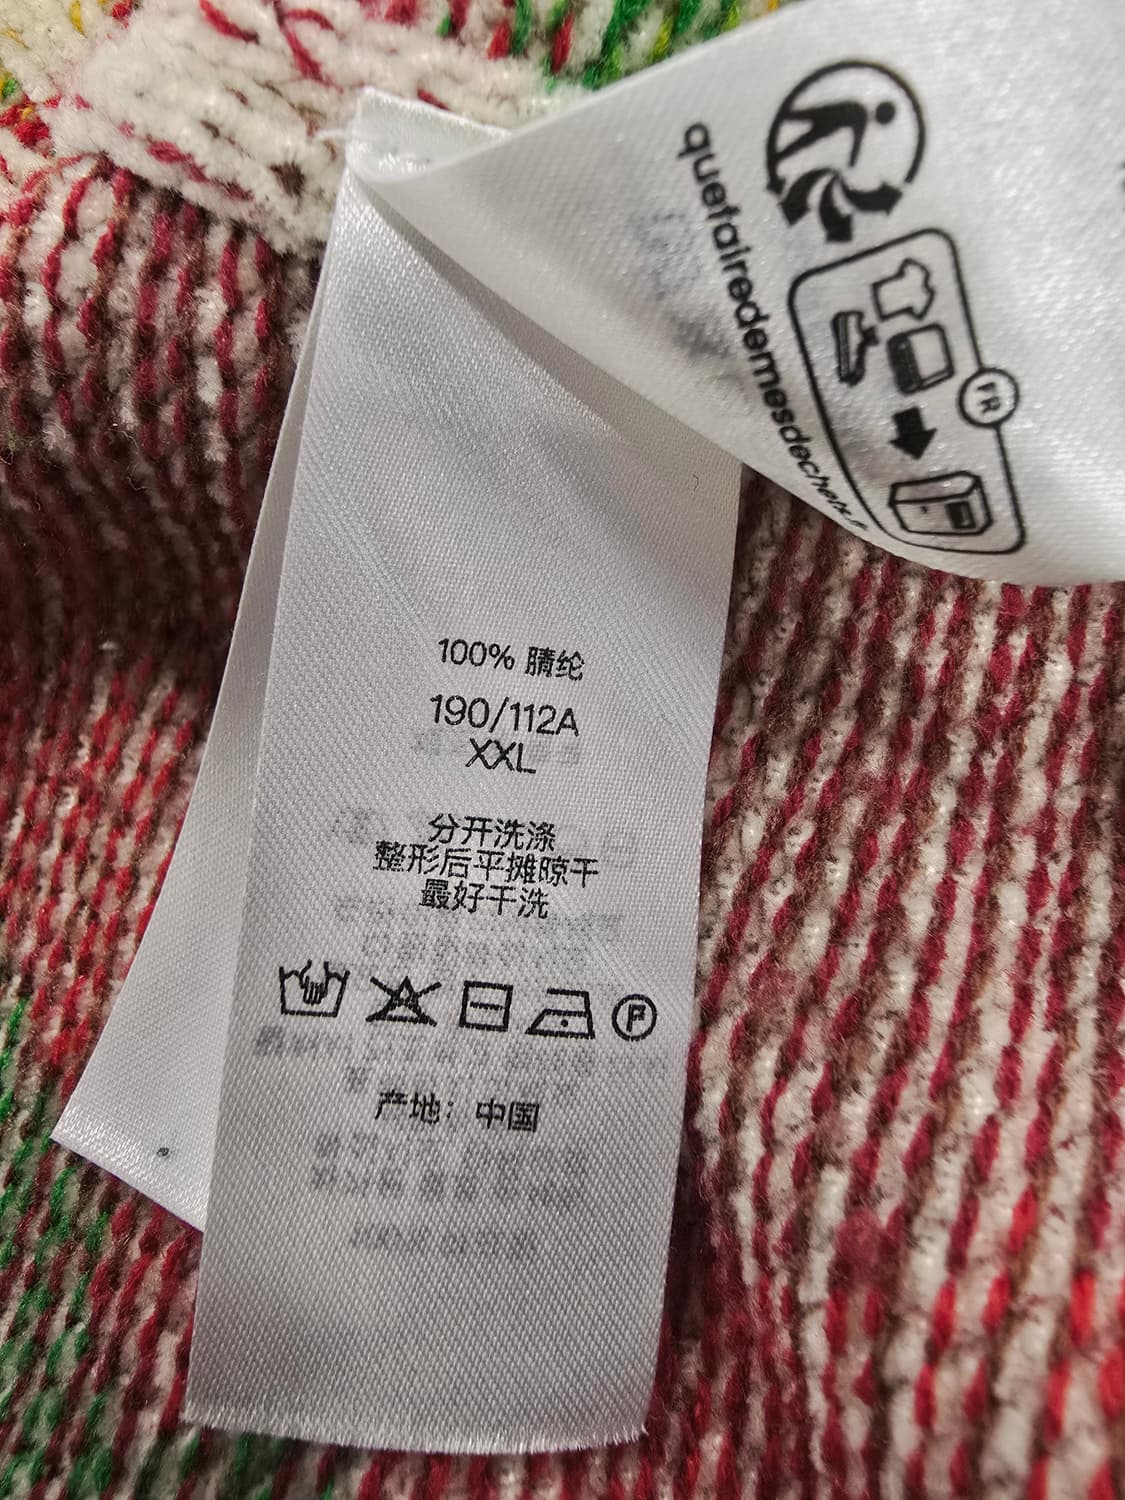 quefairedemesdechets.fr
FR
100% 腈纶
190/112A
XXL
分开洗涤
整形后平摊晾干
最好干洗
P
产地：中国